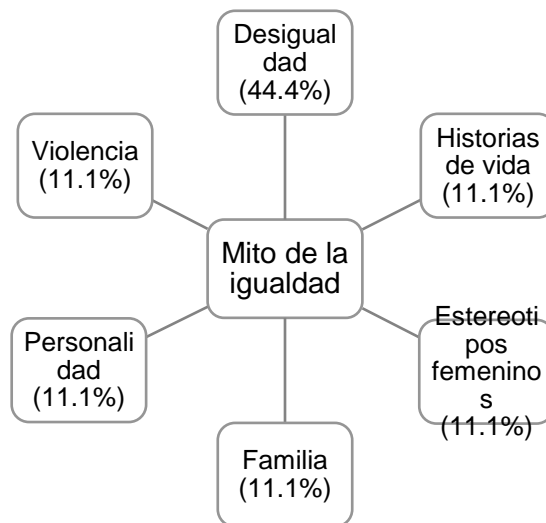 Desigual
dad
(44.4%)
Violencia
(11.1%)
Historias
de vida
(11.1%)
Mito de la
igualdad
Personali
dad
(11.1%)
Estereoti
pos
femenino
s
(11.1%)
Familia
(11.1%)